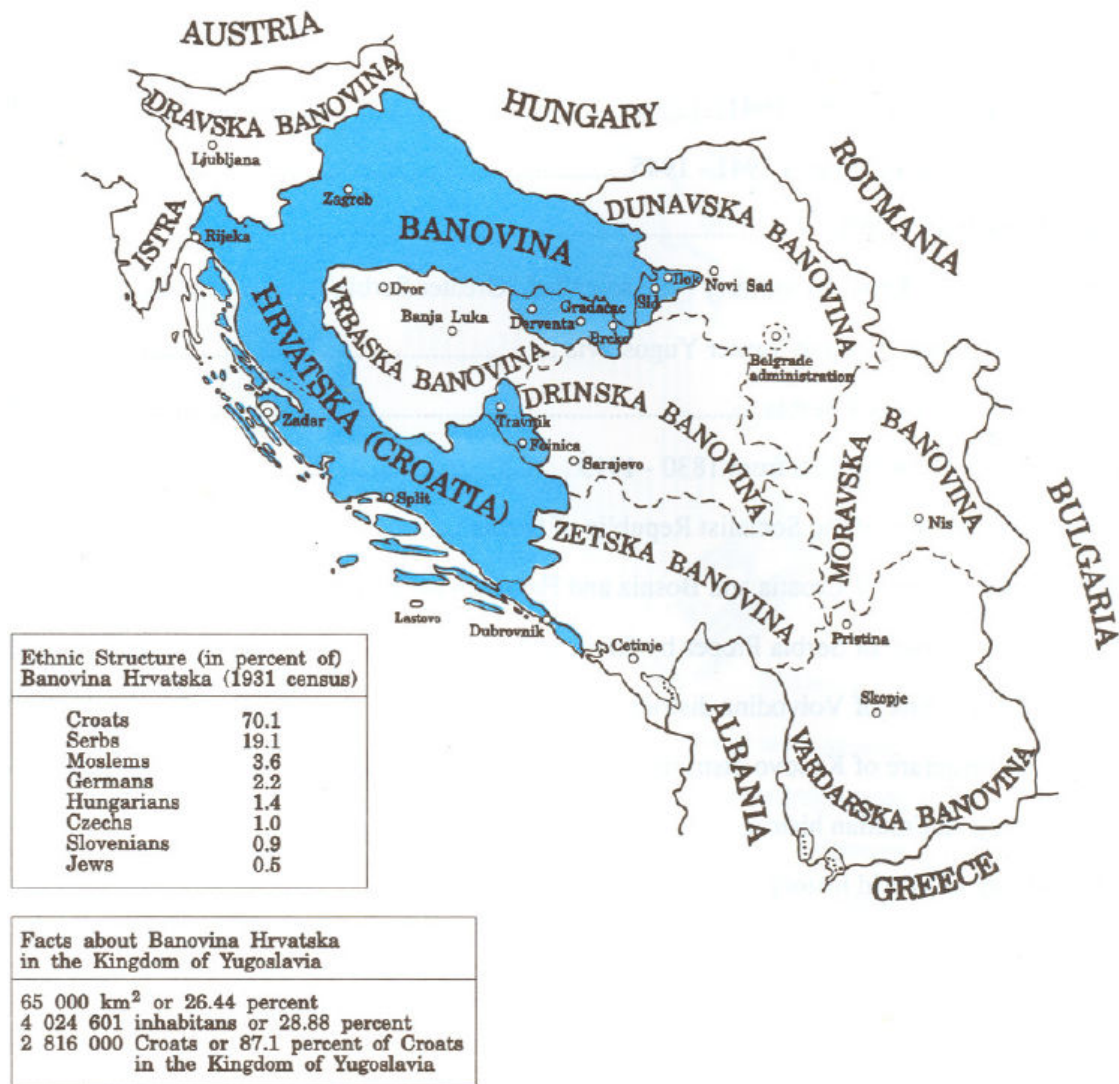 AUSTRIA
DRAVSKA BANOVINA
HUNGARY
ROUMANIA
Ljubljana
Zagreb
ISTRA
Rijeka
BANOVINA
HRVATSKA (CROATIA)
DUNAVSKA BANOVINA
Ilok
Novi Sad
Sid
Dvor
Banja Luka
VRBASKA BANOVINA
Derventa
Gradačac
Brcko
Belgrade
administration
Zadar
DRINSKA BANOVINA
Travnik
Fojnica
Sarajevo
MORAVSKA
BANOVINA
BULGARIA
Split
Nis
ZETSKA BANOVINA
Lastovo
Dubrovnik
Cetinje
Pristina
Skopje
ALBANIA
VARDARSKA BANOVINA
GREECE
Ethnic Structure (in percent of)
Banovina Hrvatska (1931 census)
Croats 70.1
Serbs 19.1
Moslems 3.6
Germans 2.2
Hungarians 1.4
Czechs 1.0
Slovenians 0.9
Jews 0.5
Facts about Banovina Hrvatska
in the Kingdom of Yugoslavia
65 000 km² or 26.44 percent
4 024 601 inhabitans or 28.88 percent
2 816 000 Croats or 87.1 percent of Croats
in the Kingdom of Yugoslavia